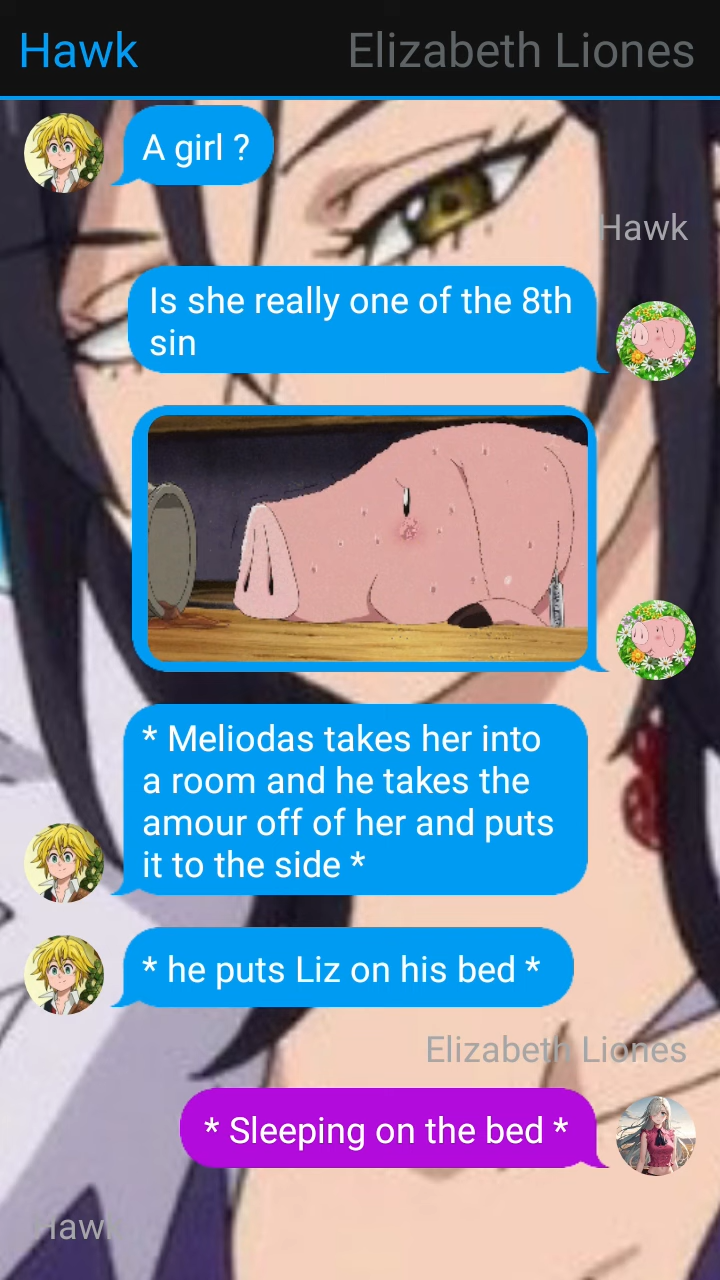 Hawk
Elizabeth Liones
A girl ?
Hawk
Is she really one of the 8th
sin
* Meliodas takes her into
a room and he takes the
amour off of her and puts
it to the side *
* he puts Liz on his bed *
Elizabeth Liones
* Sleeping on the bed *
Hawk